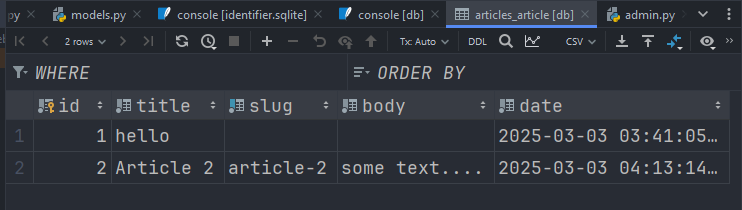 py models.py console [identifier.sqlite] console [db] articles_article [db] admin.py
2 rows Tx: Auto DDL CSV
WHERE ORDER BY
id title slug body date
1 1 hello 2025-03-03 03:41:05…
2 2 Article 2 article-2 some text.... 2025-03-03 04:13:14…